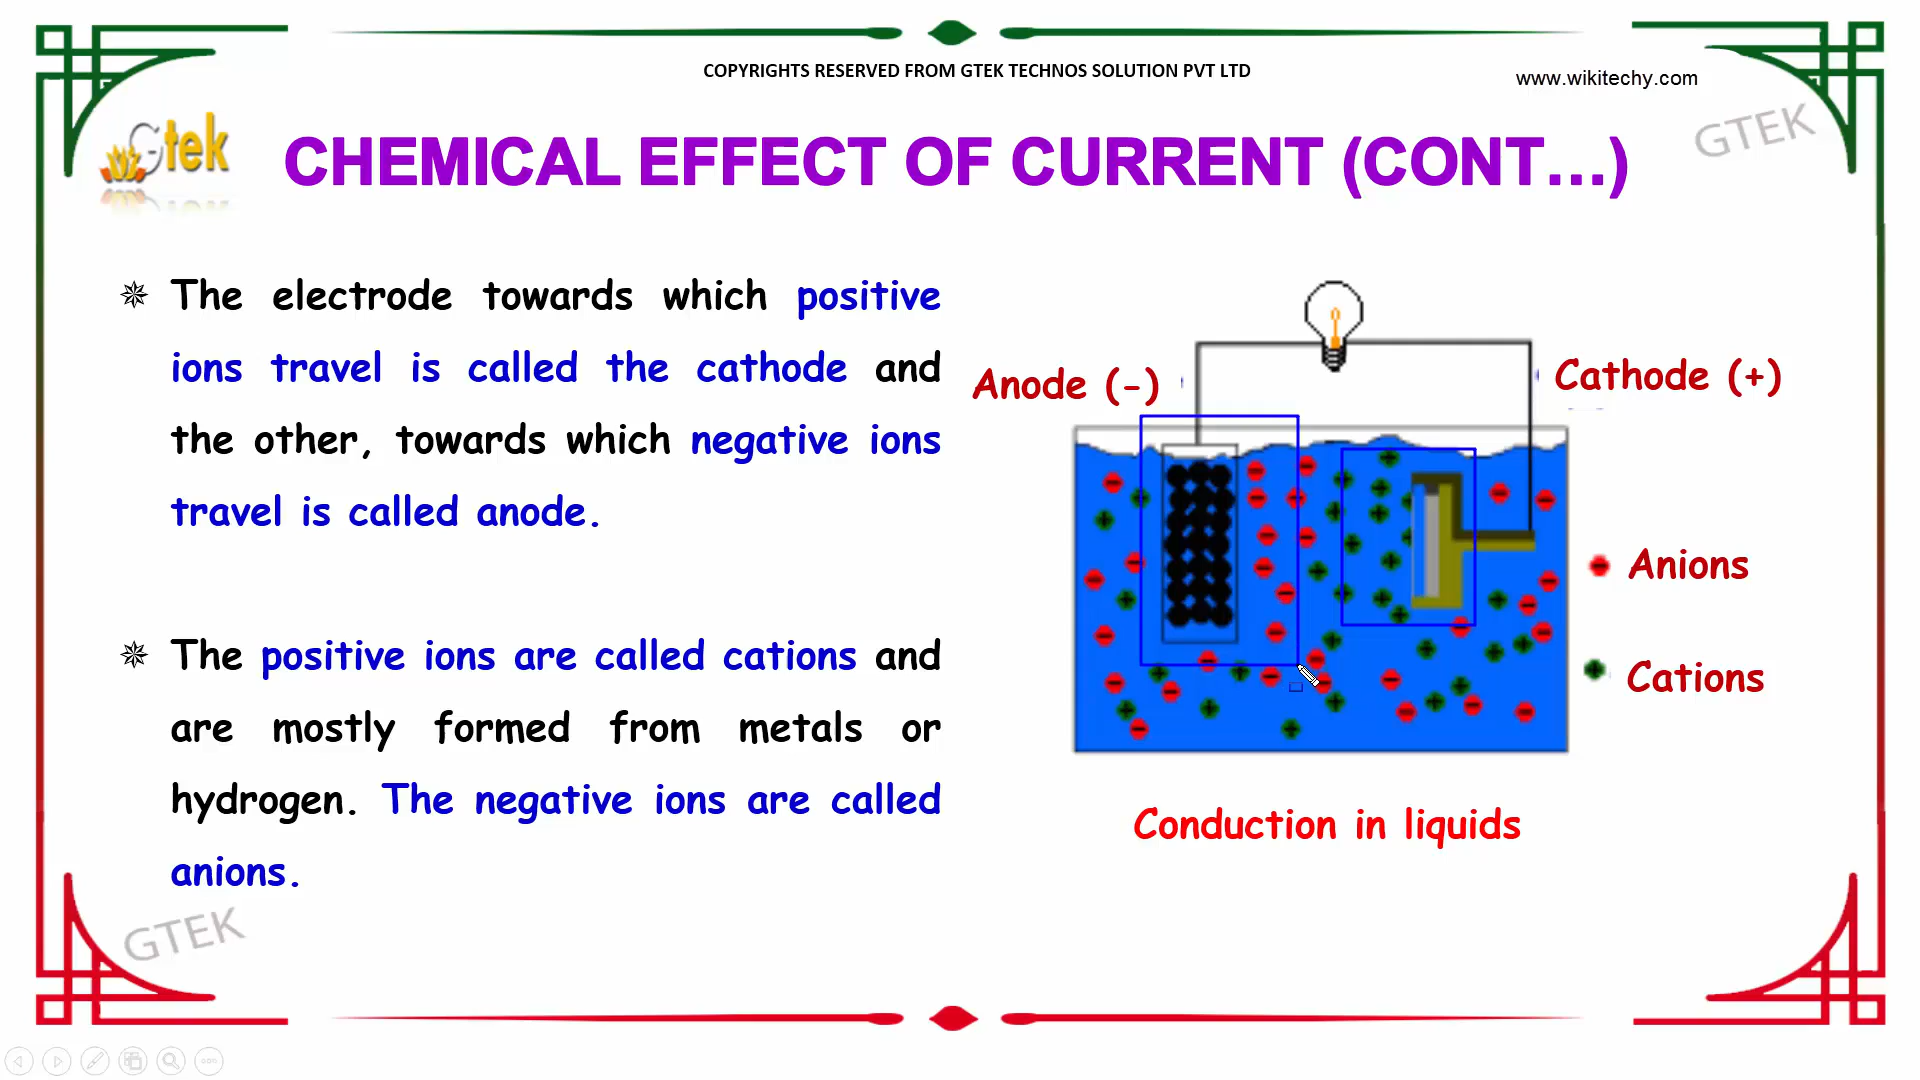 COPYRIGHTS RESERVED FROM GTEK TECHNOS SOLUTION PVT LTD
www.wikitechy.com
GTEK
Gtek
CHEMICAL EFFECT OF CURRENT (CONT...)
The electrode towards which positive
ions travel is called the cathode and
the other, towards which negative ions
travel is called anode.
The positive ions are called cations and
are mostly formed from metals or
hydrogen. The negative ions are called
anions.
Anode (-)
Cathode (+)
Anions
Cations
Conduction in liquids
GTEK